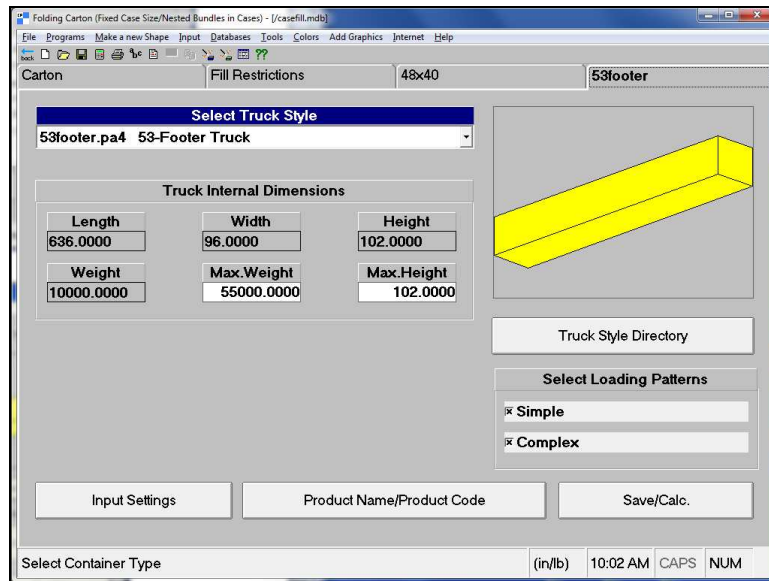 Folding Carton (Fixed Case Size/Nested Bundles in Cases) - [/casefill.mdb]
File Programs Make a new Shape Input Databases Tools Colors Add Graphics Internet Help
back
Carton Fill Restrictions 48x40 53footer
Select Truck Style
53footer.pa4 53-Footer Truck
Truck Internal Dimensions
Length Width Height
636.0000 96.0000 102.0000
Weight Max.Weight Max.Height
10000.0000 55000.0000 102.0000
Truck Style Directory
Select Loading Patterns
Simple
Complex
Input Settings Product Name/Product Code Save/Calc.
Select Container Type (in/lb) 10:02 AM CAPS NUM